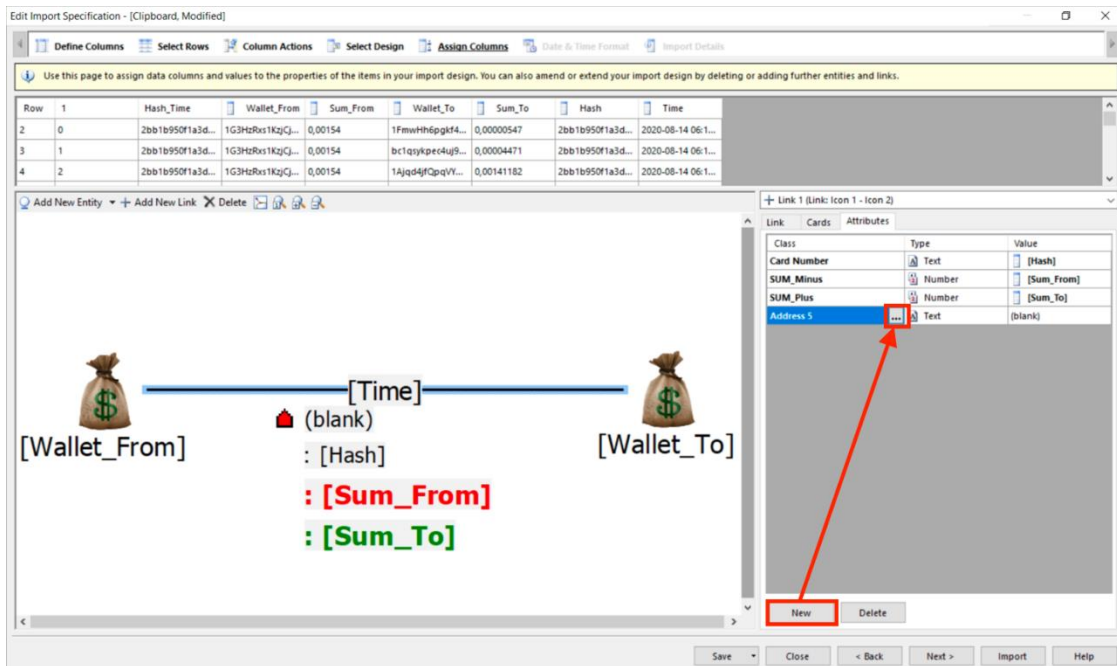 Edit Import Specification - [Clipboard, Modified]
Define Columns Select Rows Column Actions Select Design Assign Columns Date & Time Format Import Details
Use this page to assign data columns and values to the properties of the items in your import design. You can also amend or extend your import design by deleting or adding further entities and links.
Row 1 Hash_Time Wallet_From Sum_From Wallet_To Sum_To Hash Time
2 0 2bb1b950f1a3d... 1G3HzRxs1KzjCj... 0,00154 1FmwHh6pgkf4... 0,00000547 2bb1b950f1a3d... 2020-08-14 06:1...
3 1 2bb1b950f1a3d... 1G3HzRxs1KzjCj... 0,00154 bc1qsykpec4uj9... 0,00004471 2bb1b950f1a3d... 2020-08-14 06:1...
4 2 2bb1b950f1a3d... 1G3HzRxs1KzjCj... 0,00154 1Ajqd4jfQpqVY... 0,00141182 2bb1b950f1a3d... 2020-08-14 06:1...
Add New Entity Add New Link Delete
Link 1 (Link: Icon 1 - Icon 2)
Link Cards Attributes
Class Type Value
Card Number Text [Hash]
SUM_Minus Number [Sum_From]
SUM_Plus Number [Sum_To]
Address 5 ... Text (blank)
[Time]
(blank)
[Wallet_From] : [Hash] [Wallet_To]
: [Sum_From]
: [Sum_To]
New Delete
Save Close < Back Next > Import Help